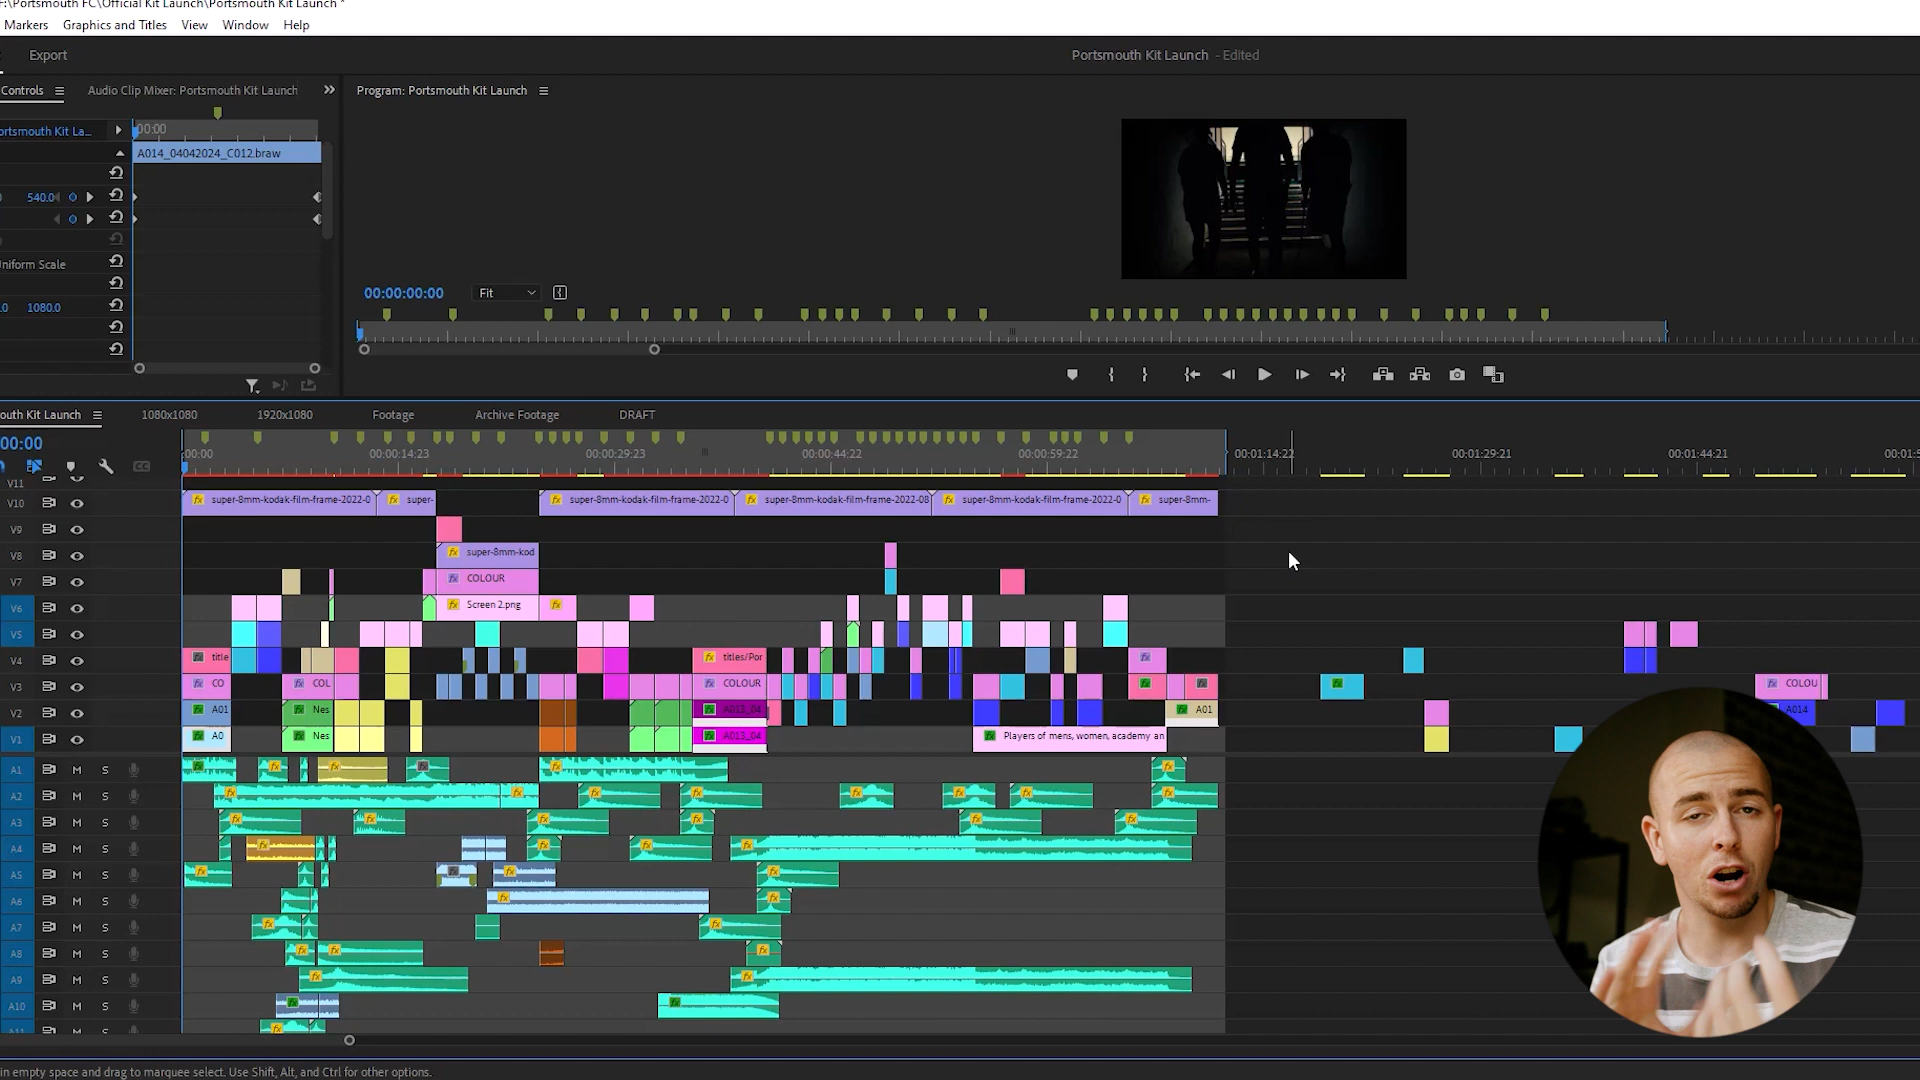 F:\Portsmouth FC\Official Kit Launch\Portsmouth Kit Launch *
Markers Graphics and Titles View Window Help
Export
Portsmouth Kit Launch - Edited
Controls Audio Clip Mixer: Portsmouth Kit Launch
Program: Portsmouth Kit Launch
ortsmouth Kit La... 00:00
A014_04042024_C012.braw
540.0
niform Scale
.0 1080.0
00:00:00:00 Fit
outh Kit Launch 1080x1080 1920x1080 Footage Archive Footage DRAFT
00:00
:00:00 00:00:14:23 00:00:29:23 00:00:44:22 00:00:59:22 00:01:14:22 00:01:29:21 00:01:44:21 00:01:5
V11
V10 super-8mm-kodak-film-frame-2022-0 super- super-8mm-kodak-film-frame-2022-0 super-8mm-kodak-film-frame-2022-08 super-8mm-kodak-film-frame-2022-0 super-8mm-
V9
V8 super-8mm-kod
V7 COLOUR
V6 Screen 2.png
V5
V4 title titles/Por
V3 CO COL COLOUR COLOU
V2 A01 Nes A013_04 A01 A014
V1 A0 Nes A013_04 Players of mens, women, academy an
A1 M S
A2 M S
A3 M S
A4 M S
A5 M S
A6 M S
A7 M S
A8 M S
A9 M S
A10 M S
A11 M S
in empty space and drag to marquee select. Use Shift, Alt, and Ctrl for other options.